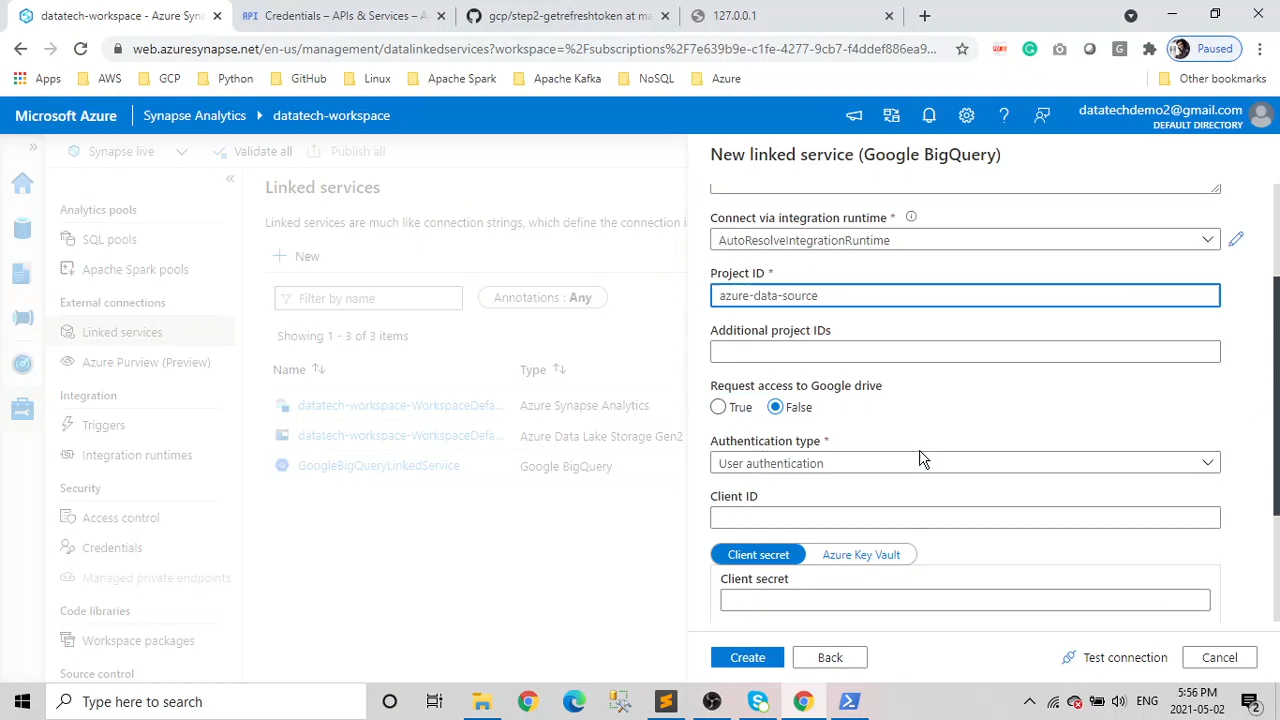 datatech-workspace - Azure Syna
Credentials – APIs & Services –
gcp/step2-getrefreshtoken at ma
127.0.0.1
web.azuresynapse.net/en-us/management/datalinkedservices?workspace=%2Fsubscriptions%2F7e639b9e-c1fe-4277-9cb7-f4ddef886ea9...
Paused
Apps
AWS
GCP
Python
GitHub
Linux
Apache Spark
Apache Kafka
NoSQL
Azure
Other bookmarks
Microsoft Azure
Synapse Analytics
datatech-workspace
datatechdemo2@gmail.com
DEFAULT DIRECTORY
Synapse live
Validate all
Publish all
Analytics pools
SQL pools
Apache Spark pools
External connections
Linked services
Azure Purview (Preview)
Integration
Triggers
Integration runtimes
Security
Access control
Credentials
Managed private endpoints
Code libraries
Workspace packages
Source control
Linked services
Linked services are much like connection strings, which define the connection i
New
Filter by name
Annotations : Any
Showing 1 - 3 of 3 items
Name
Type
datatech-workspace-WorkspaceDefa...
Azure Synapse Analytics
datatech-workspace-WorkspaceDefa...
Azure Data Lake Storage Gen2
GoogleBigQueryLinkedService
Google BigQuery
New linked service (Google BigQuery)
Connect via integration runtime *
AutoResolveIntegrationRuntime
Project ID *
azure-data-source
Additional project IDs
Request access to Google drive
True
False
Authentication type *
User authentication
Client ID
Client secret
Azure Key Vault
Client secret
Create
Back
Test connection
Cancel
Type here to search
ENG
5:56 PM
2021-05-02
2